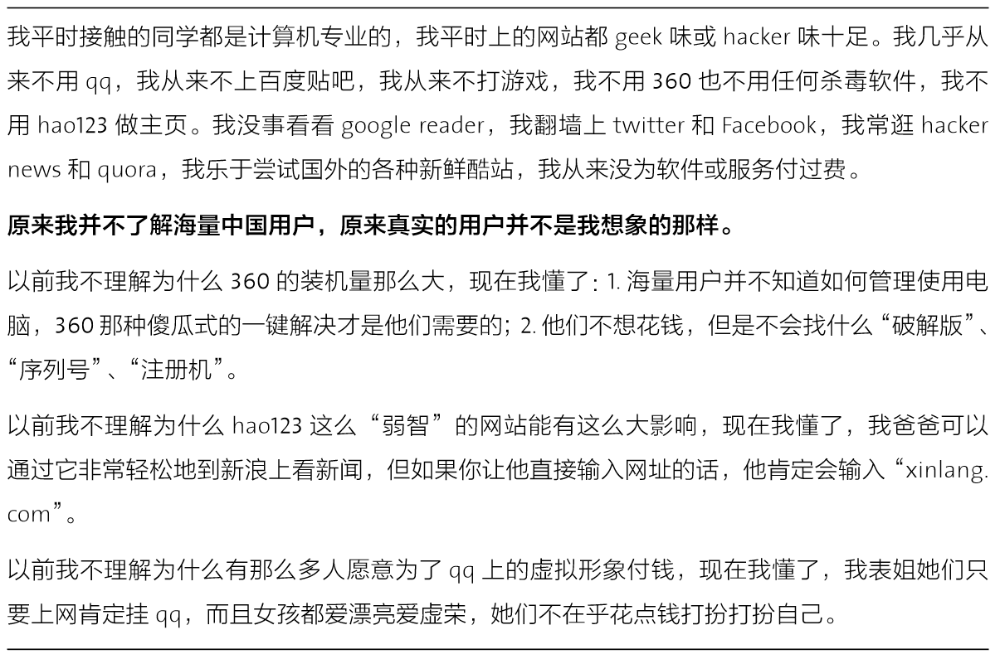 我平时接触的同学都是计算机专业的，我平时上的网站都 geek 味或 hacker 味十足。我几乎从
来不用 qq，我从来不上百度贴吧，我从来不打游戏，我不用 360 也不用任何杀毒软件，我不
用 hao123 做主页。我没事看看 google reader，我翻墙上 twitter 和 Facebook，我常逛 hacker
news 和 quora，我乐于尝试国外的各种新鲜酷站，我从来没为软件或服务付过费。
原来我并不了解海量中国用户，原来真实的用户并不是我想象的那样。
以前我不理解为什么 360 的装机量那么大，现在我懂了：1. 海量用户并不知道如何管理使用电
脑，360 那种傻瓜式的一键解决才是他们需要的；2. 他们不想花钱，但是不会找什么“破解版”、
“序列号”、“注册机”。
以前我不理解为什么 hao123 这么“弱智”的网站能有这么大影响，现在我懂了，我爸爸可以
通过它非常轻松地到新浪上看新闻，但如果你让他直接输入网址的话，他肯定会输入“xinlang.
com”。
以前我不理解为什么有那么多人愿意为了 qq 上的虚拟形象付钱，现在我懂了，我表姐她们只
要上网肯定挂 qq，而且女孩都爱漂亮爱虚荣，她们不在乎花点钱打扮打扮自己。